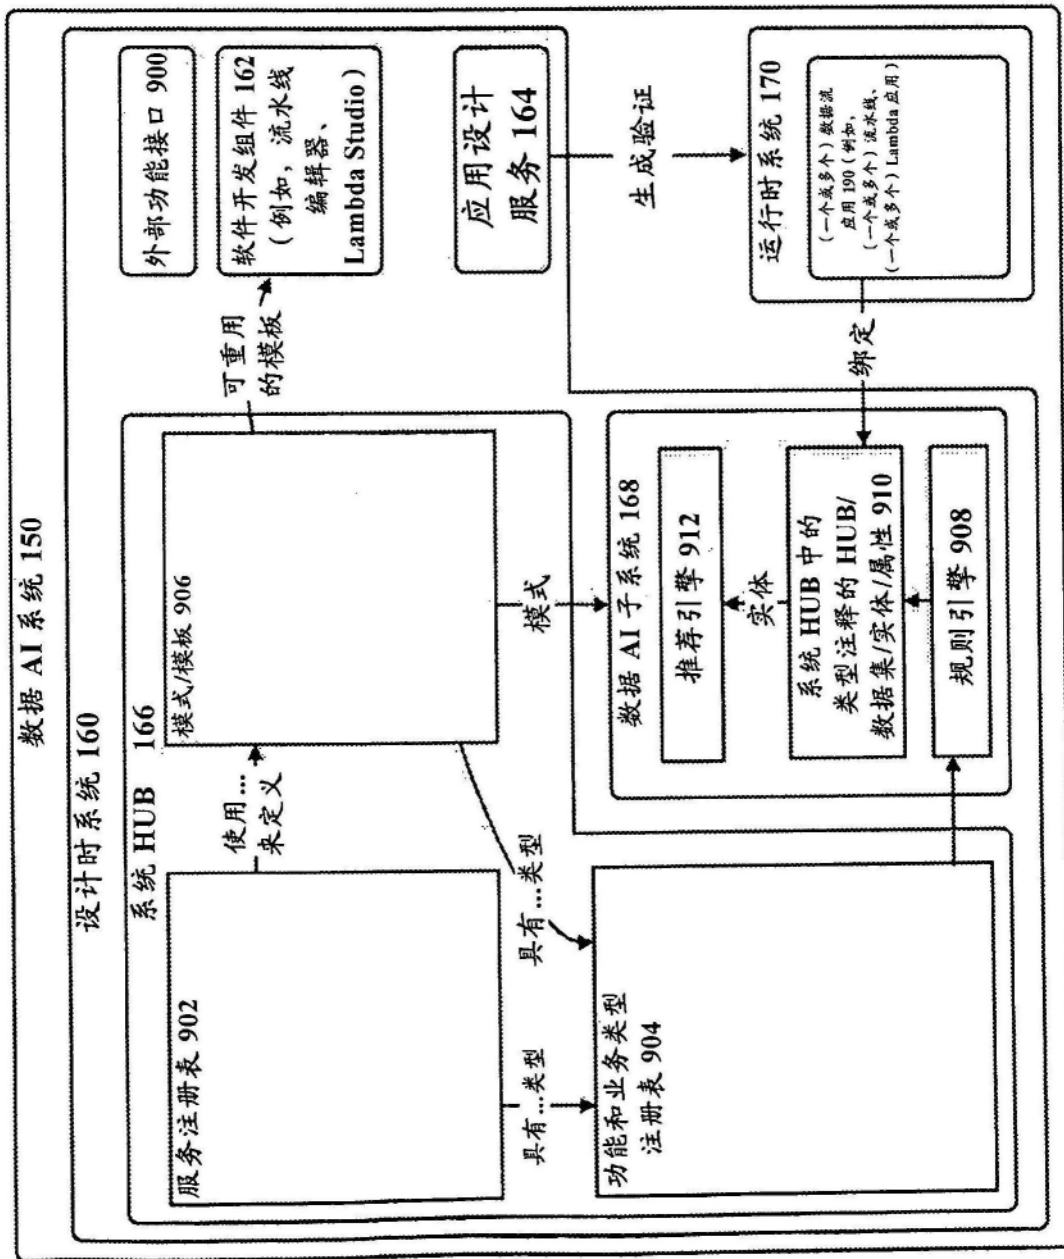 数据 AI 系统 150
设计时系统 160
系统 HUB 166
服务注册表 902
使用...
来定义
模式/模板 906
可重用
的模板
外部功能接口 900
软件开发组件 162
(例如, 流水线
编辑器、
Lambda Studio)
应用设计
服务 164
具有...类型
具有...类型
模式
生成验证
功能和业务类型
注册表 904
数据 AI 子系统 168
推荐引擎 912
实体
系统 HUB 中的
类型注释的 HUB/
数据集/实体/属性 910
规则引擎 908
绑定
运行时系统 170
(一个或多个) 数据流
应用 190 (例如,
(一个或多个) 流水线、
(一个或多个) Lambda 应用)